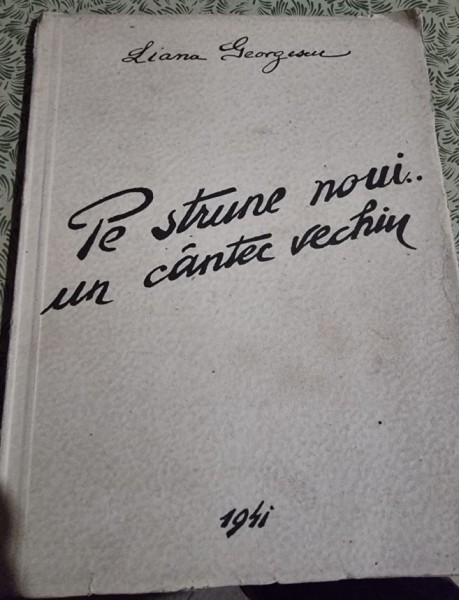 Liana Georgescu
Pe strune noui..
un cântec vechiu
1941